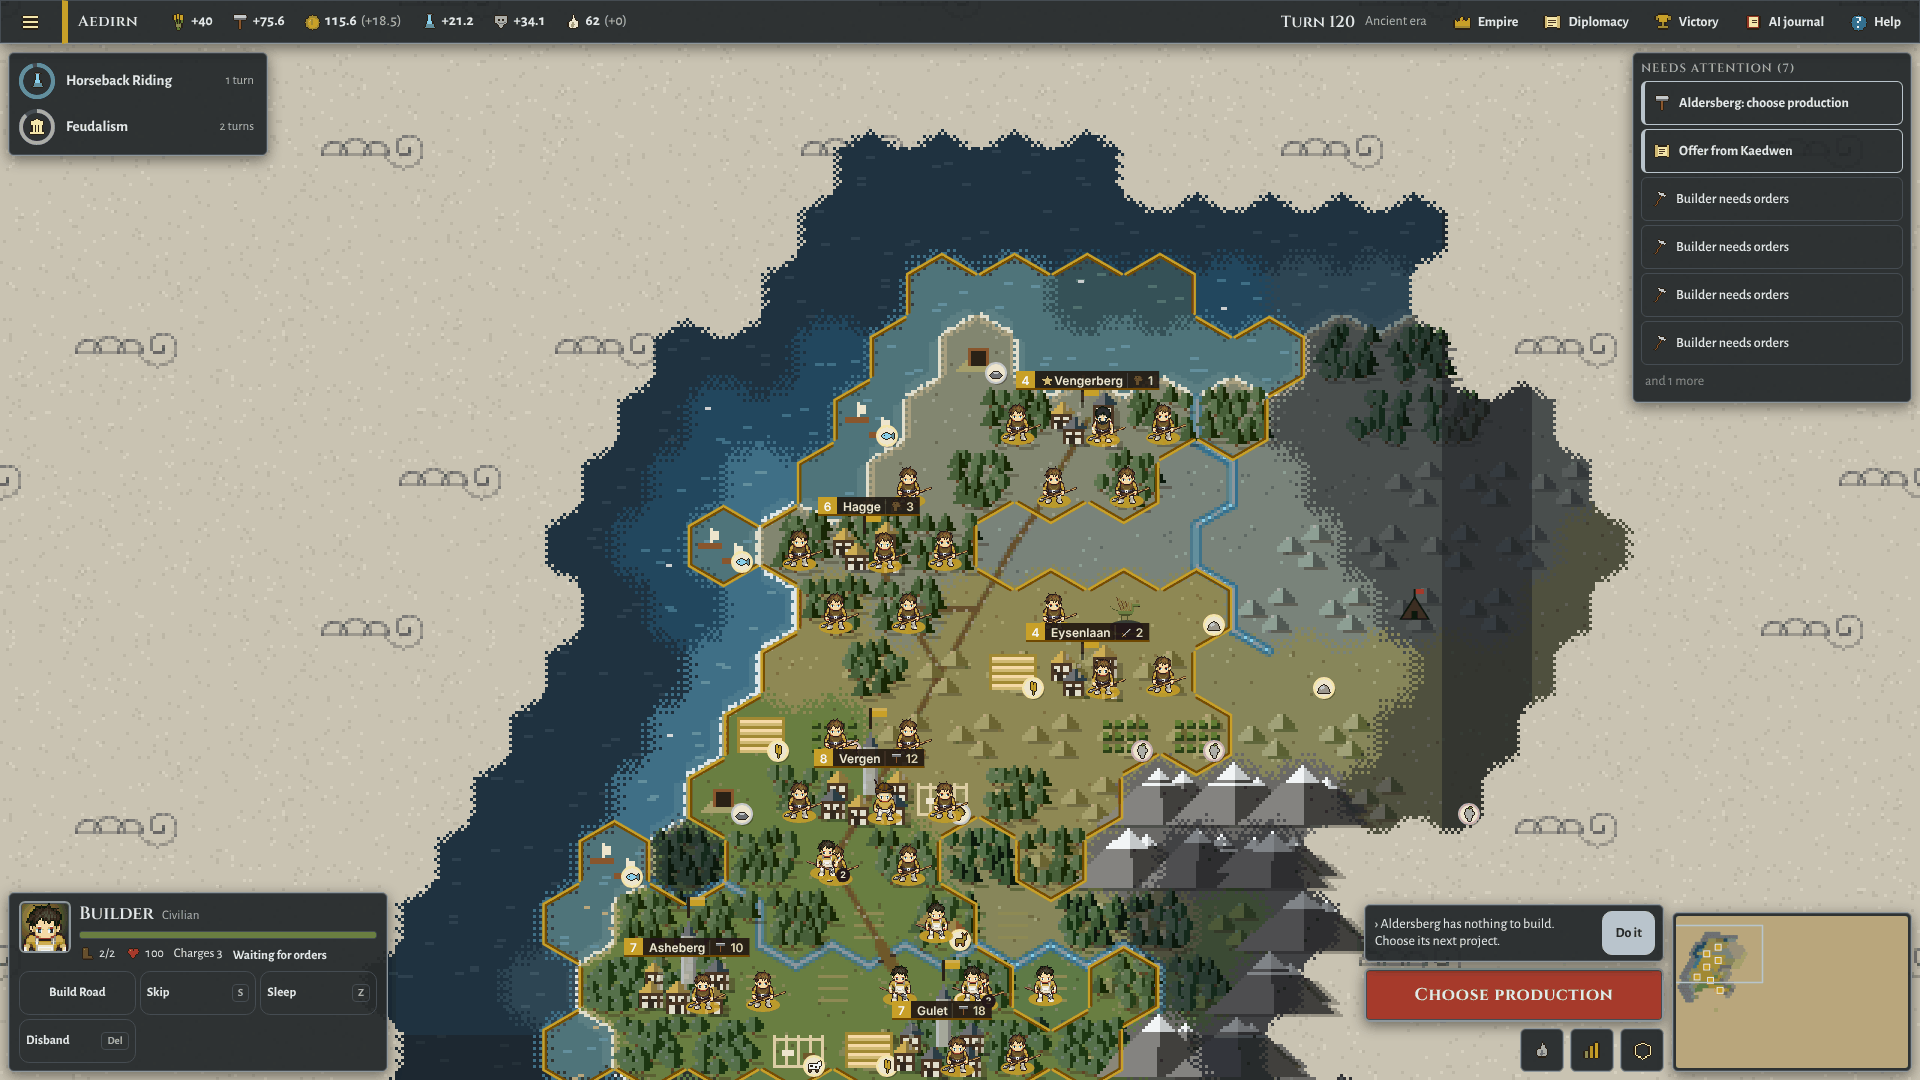 AEDIRN
+40
+75.6
115.6 (+18.5)
+21.2
+34.1
62 (+0)
TURN 120 Ancient era
Empire
Diplomacy
Victory
AI journal
Help
Horseback Riding 1 turn
Feudalism 2 turns
NEEDS ATTENTION (7)
Aldersberg: choose production
Offer from Kaedwen
Builder needs orders
Builder needs orders
Builder needs orders
Builder needs orders
and 1 more
4 Vengerberg 1
6 Hagge 3
4 Eysenlaan 2
8 Vergen 12
2
7 Asheberg 10
2
7 Gulet 18
BUILDER Civilian
2/2 100 Charges 3 Waiting for orders
Build Road
Skip S
Sleep Z
Disband Del
› Aldersberg has nothing to build.
Choose its next project.
Do it
CHOOSE PRODUCTION